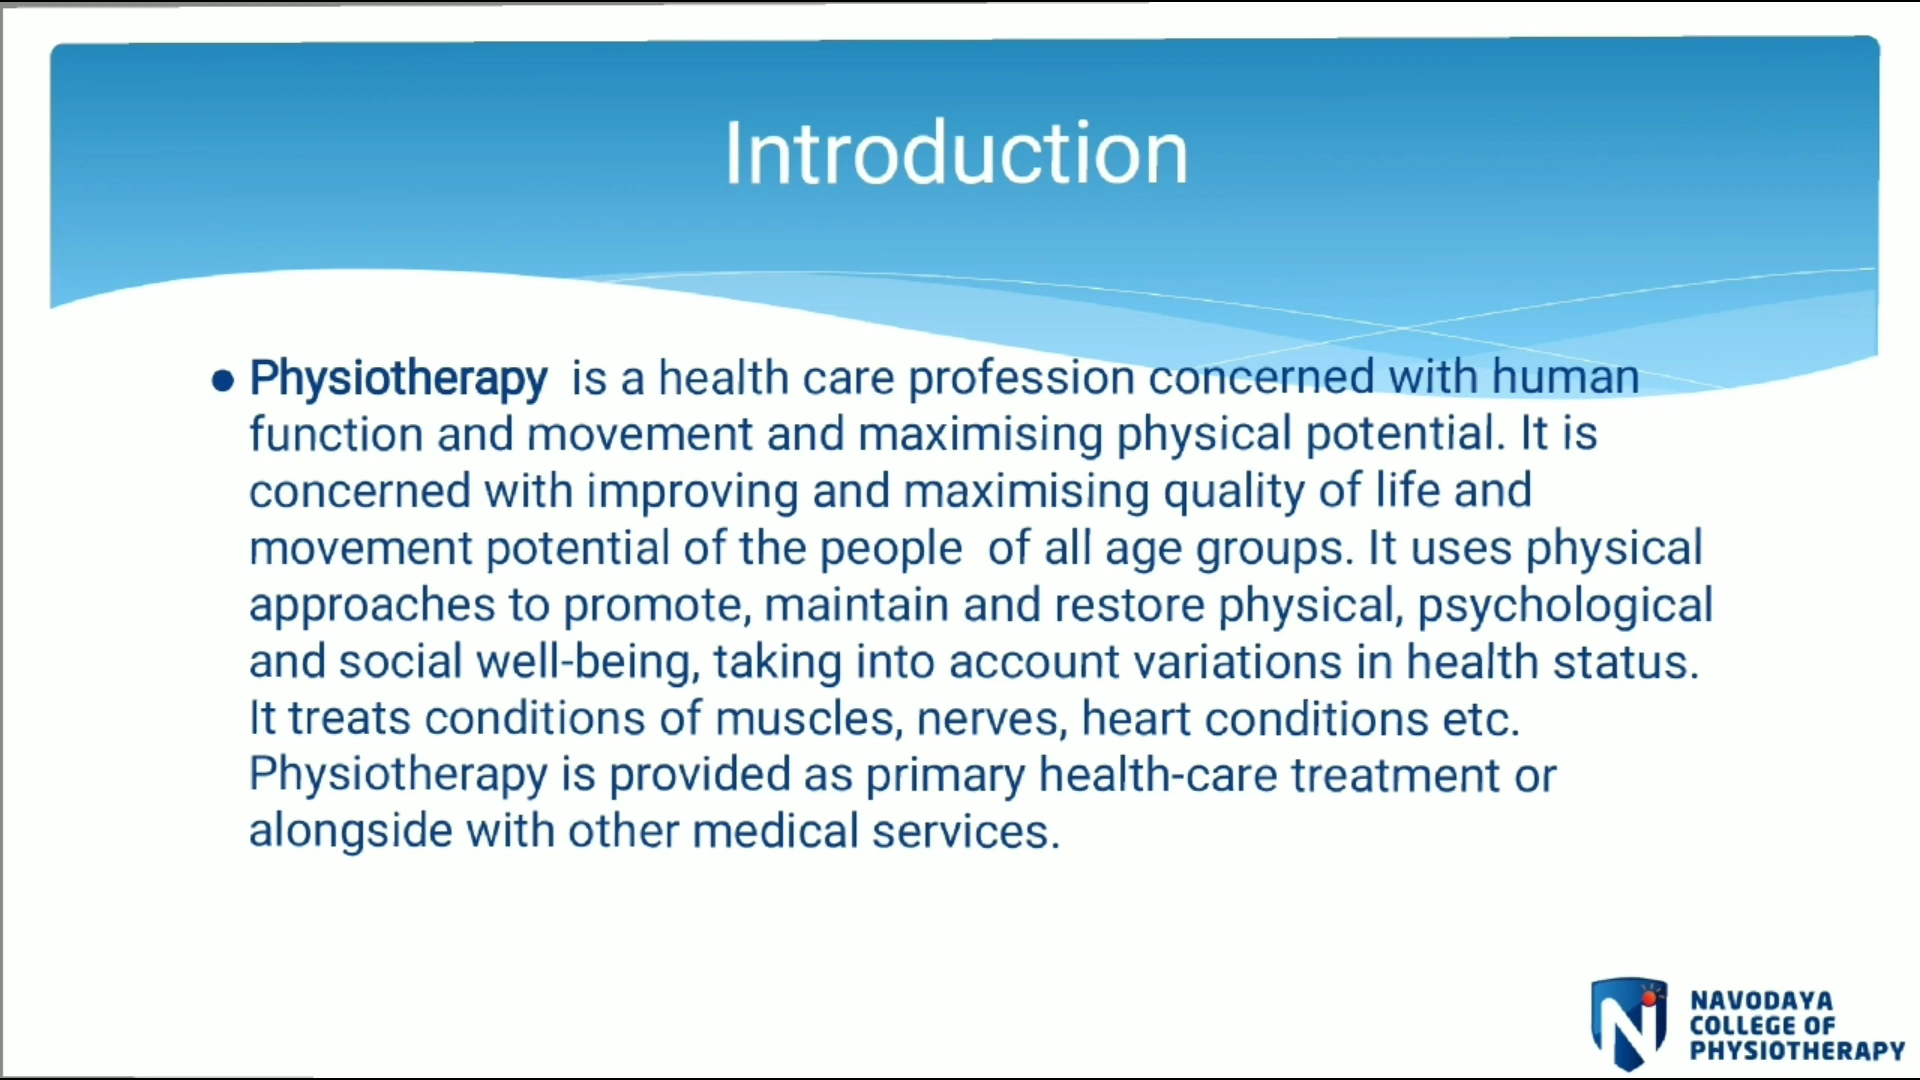 Introduction
● Physiotherapy is a health care profession concerned with human
function and movement and maximising physical potential. It is
concerned with improving and maximising quality of life and
movement potential of the people of all age groups. It uses physical
approaches to promote, maintain and restore physical, psychological
and social well-being, taking into account variations in health status.
It treats conditions of muscles, nerves, heart conditions etc.
Physiotherapy is provided as primary health-care treatment or
alongside with other medical services.
NAVODAYA
COLLEGE OF
PHYSIOTHERAPY